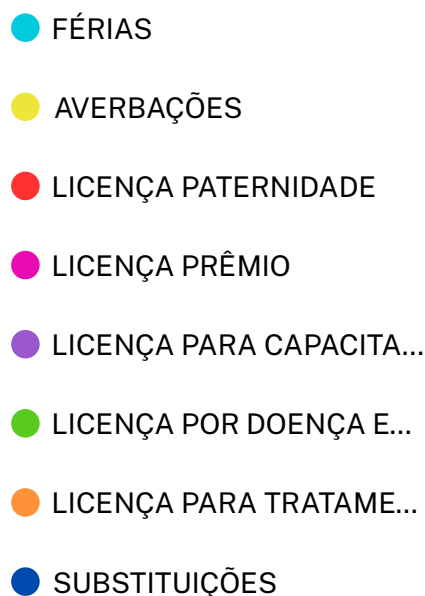 FÉRIAS
AVERBAÇÕES
LICENÇA PATERNIDADE
LICENÇA PRÊMIO
LICENÇA PARA CAPACITA...
LICENÇA POR DOENÇA E...
LICENÇA PARA TRATAME...
SUBSTITUIÇÕES